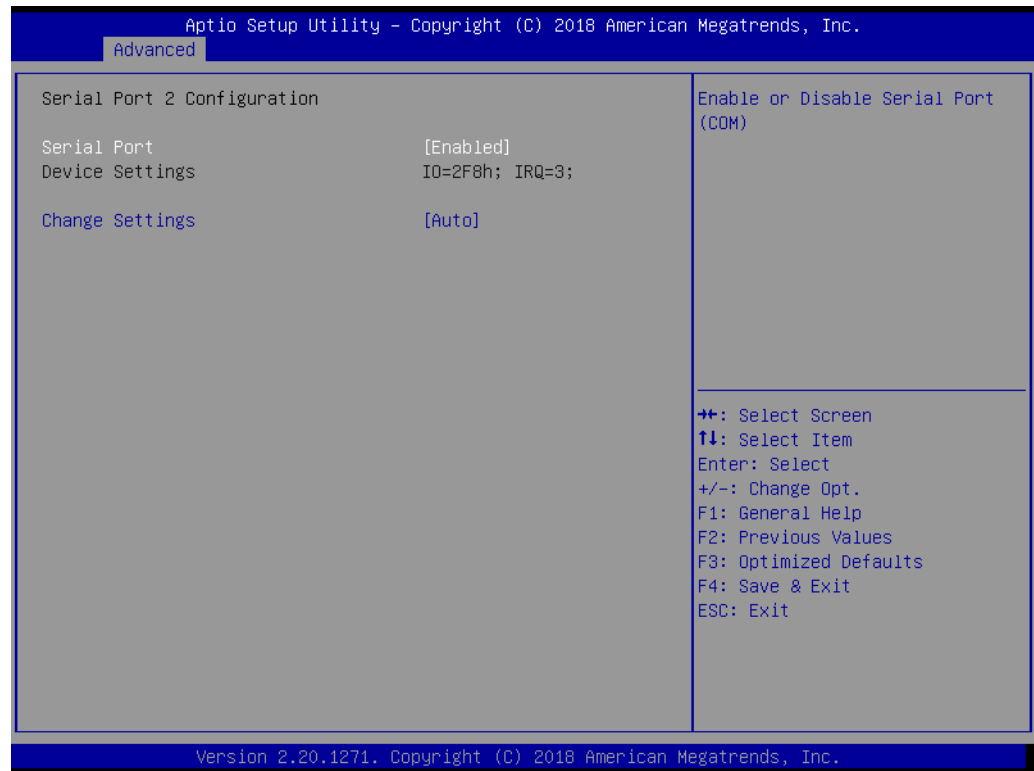 Aptio Setup Utility – Copyright (C) 2018 American Megatrends, Inc.
Advanced
Serial Port 2 Configuration
Serial Port [Enabled]
Device Settings IO=2F8h; IRQ=3;
Change Settings [Auto]
Enable or Disable Serial Port
(COM)
→←: Select Screen
↑↓: Select Item
Enter: Select
+/-: Change Opt.
F1: General Help
F2: Previous Values
F3: Optimized Defaults
F4: Save & Exit
ESC: Exit
Version 2.20.1271. Copyright (C) 2018 American Megatrends, Inc.